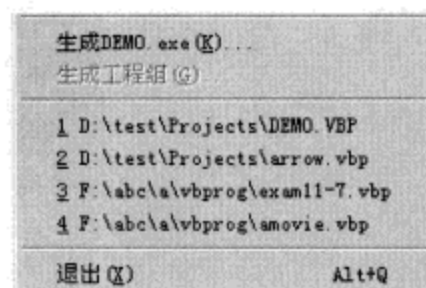 生成DEMO.exe(K)...
生成工程组(G)
1 D:\test\Projects\DEMO.VBP
2 D:\test\Projects\arrow.vbp
3 F:\abc\a\vbprog\exam11-7.vbp
4 F:\abc\a\vbprog\amovie.vbp
退出(X) Alt+Q